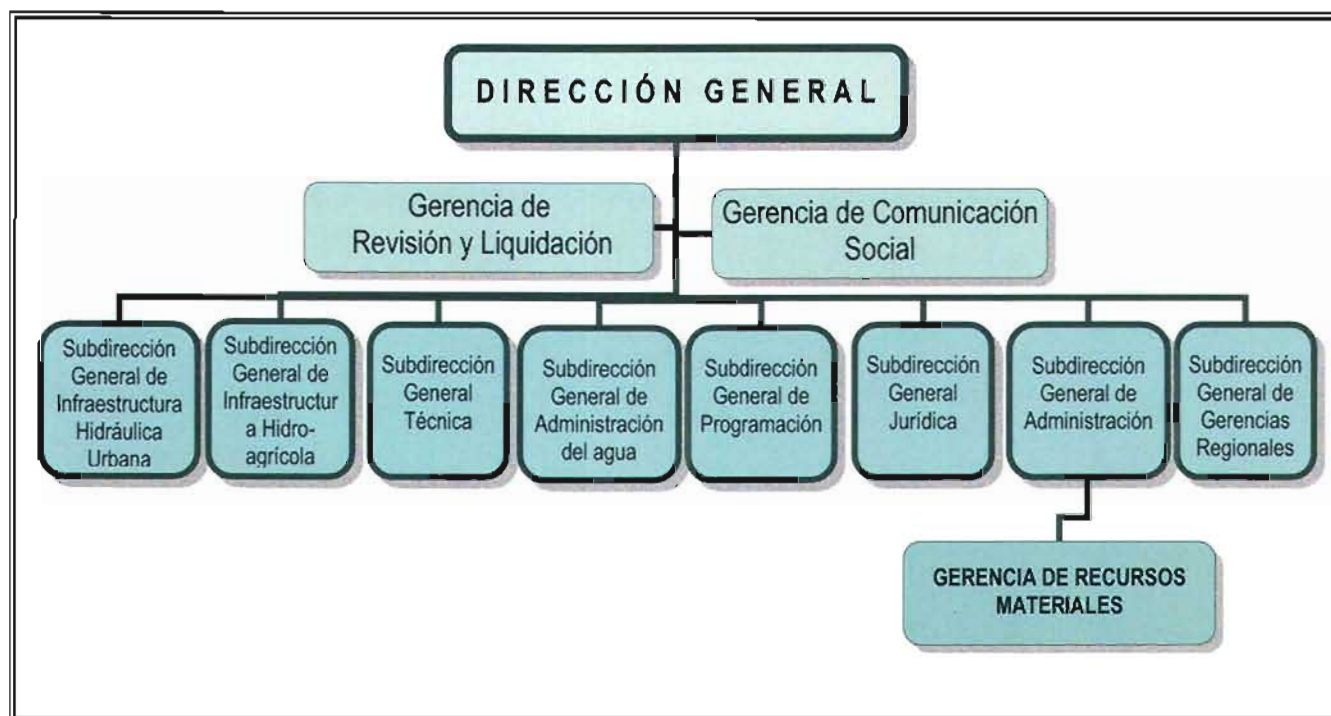 DIRECCIÓN GENERAL
Gerencia de
Revisión y Liquidación
Gerencia de Comunicación
Social
Subdirección
General de
Infraestructura
Hidráulica
Urbana
Subdirección
General de
Infraestructur
a Hidro-
agrícola
Subdirección
General
Técnica
Subdirección
General de
Administración
del agua
Subdirección
General de
Programación
Subdirección
General
Jurídica
Subdirección
General de
Administración
Subdirección
General de
Gerencias
Regionales
GERENCIA DE RECURSOS
MATERIALES